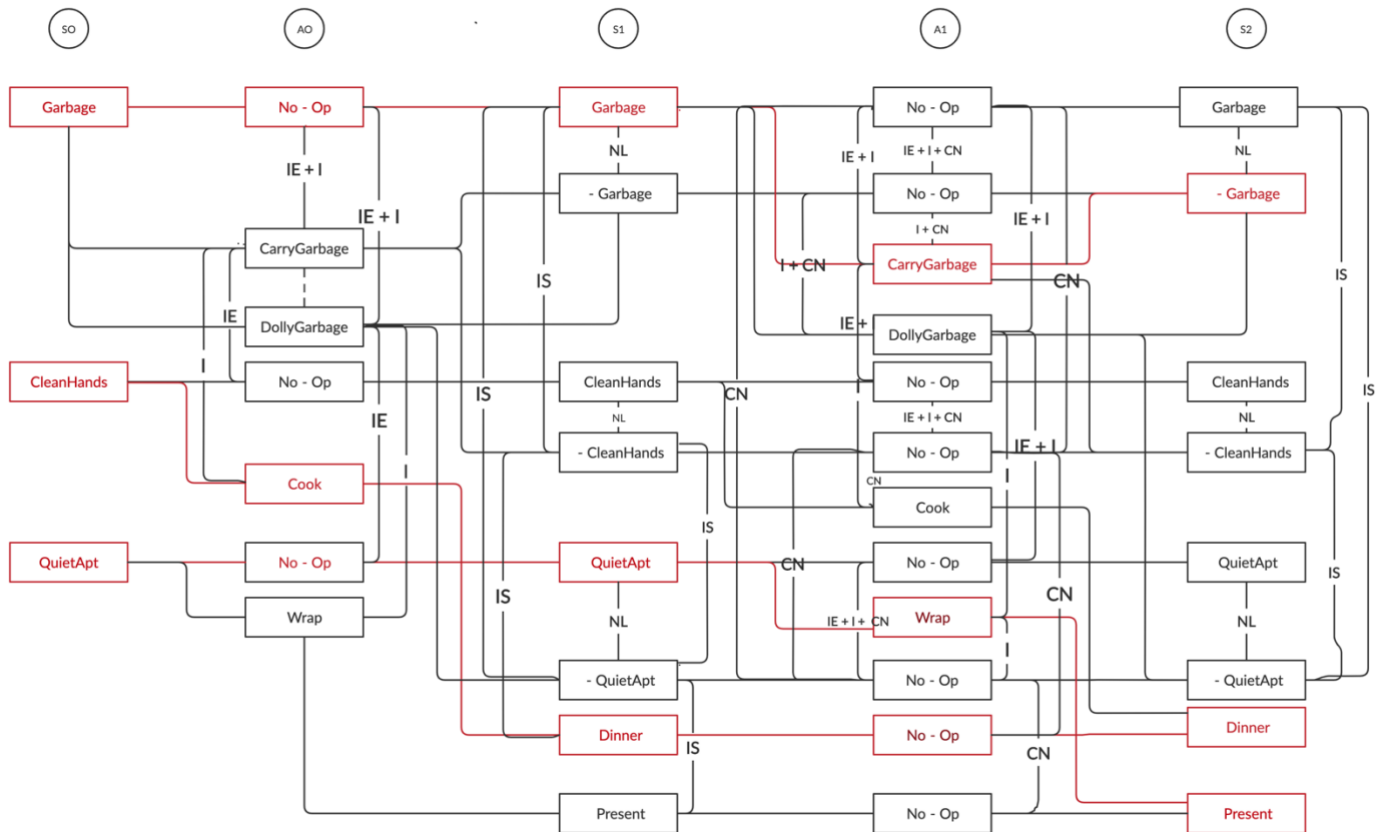 SO
AO
S1
A1
S2
Garbage
No - Op
Garbage
No - Op
Garbage
NL
IE + I
IE + I + CN
NL
IE + I
- Garbage
No - Op
- Garbage
IE + I
IE + I
I + CN
CarryGarbage
I + CN
CarryGarbage
IS
CN
IS
IE
DollyGarbage
IE +
DollyGarbage
I
CleanHands
No - Op
CleanHands
No - Op
CleanHands
I
IS
CN
IS
IE
NL
IE + I + CN
NL
- CleanHands
No - Op
IE + I
- CleanHands
I
I
Cook
CN
Cook
IS
QuietApt
No - Op
QuietApt
No - Op
QuietApt
CN
IS
IS
CN
Wrap
NL
IE + I + CN
Wrap
NL
I
- QuietApt
No - Op
- QuietApt
Dinner
No - Op
Dinner
IS
CN
Present
No - Op
Present